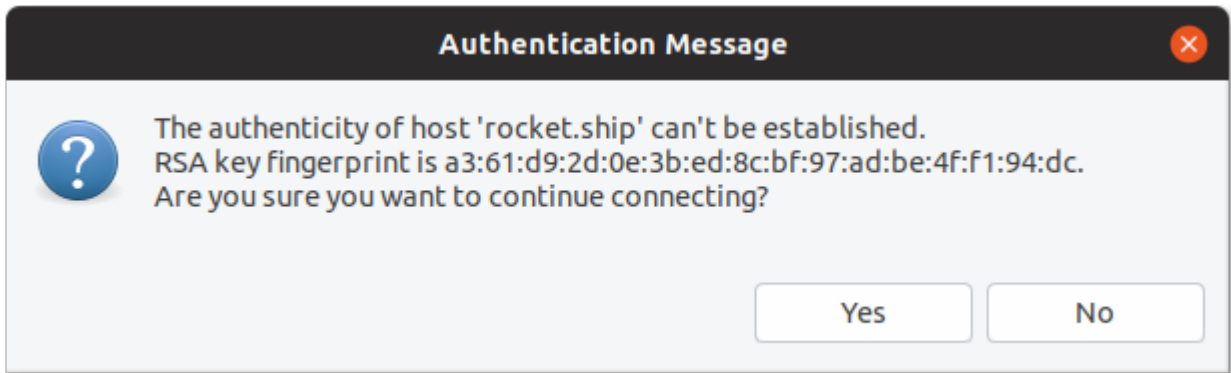 Authentication Message
The authenticity of host 'rocket.ship' can't be established.
RSA key fingerprint is a3:61:d9:2d:0e:3b:ed:8c:bf:97:ad:be:4f:f1:94:dc.
Are you sure you want to continue connecting?
Yes No